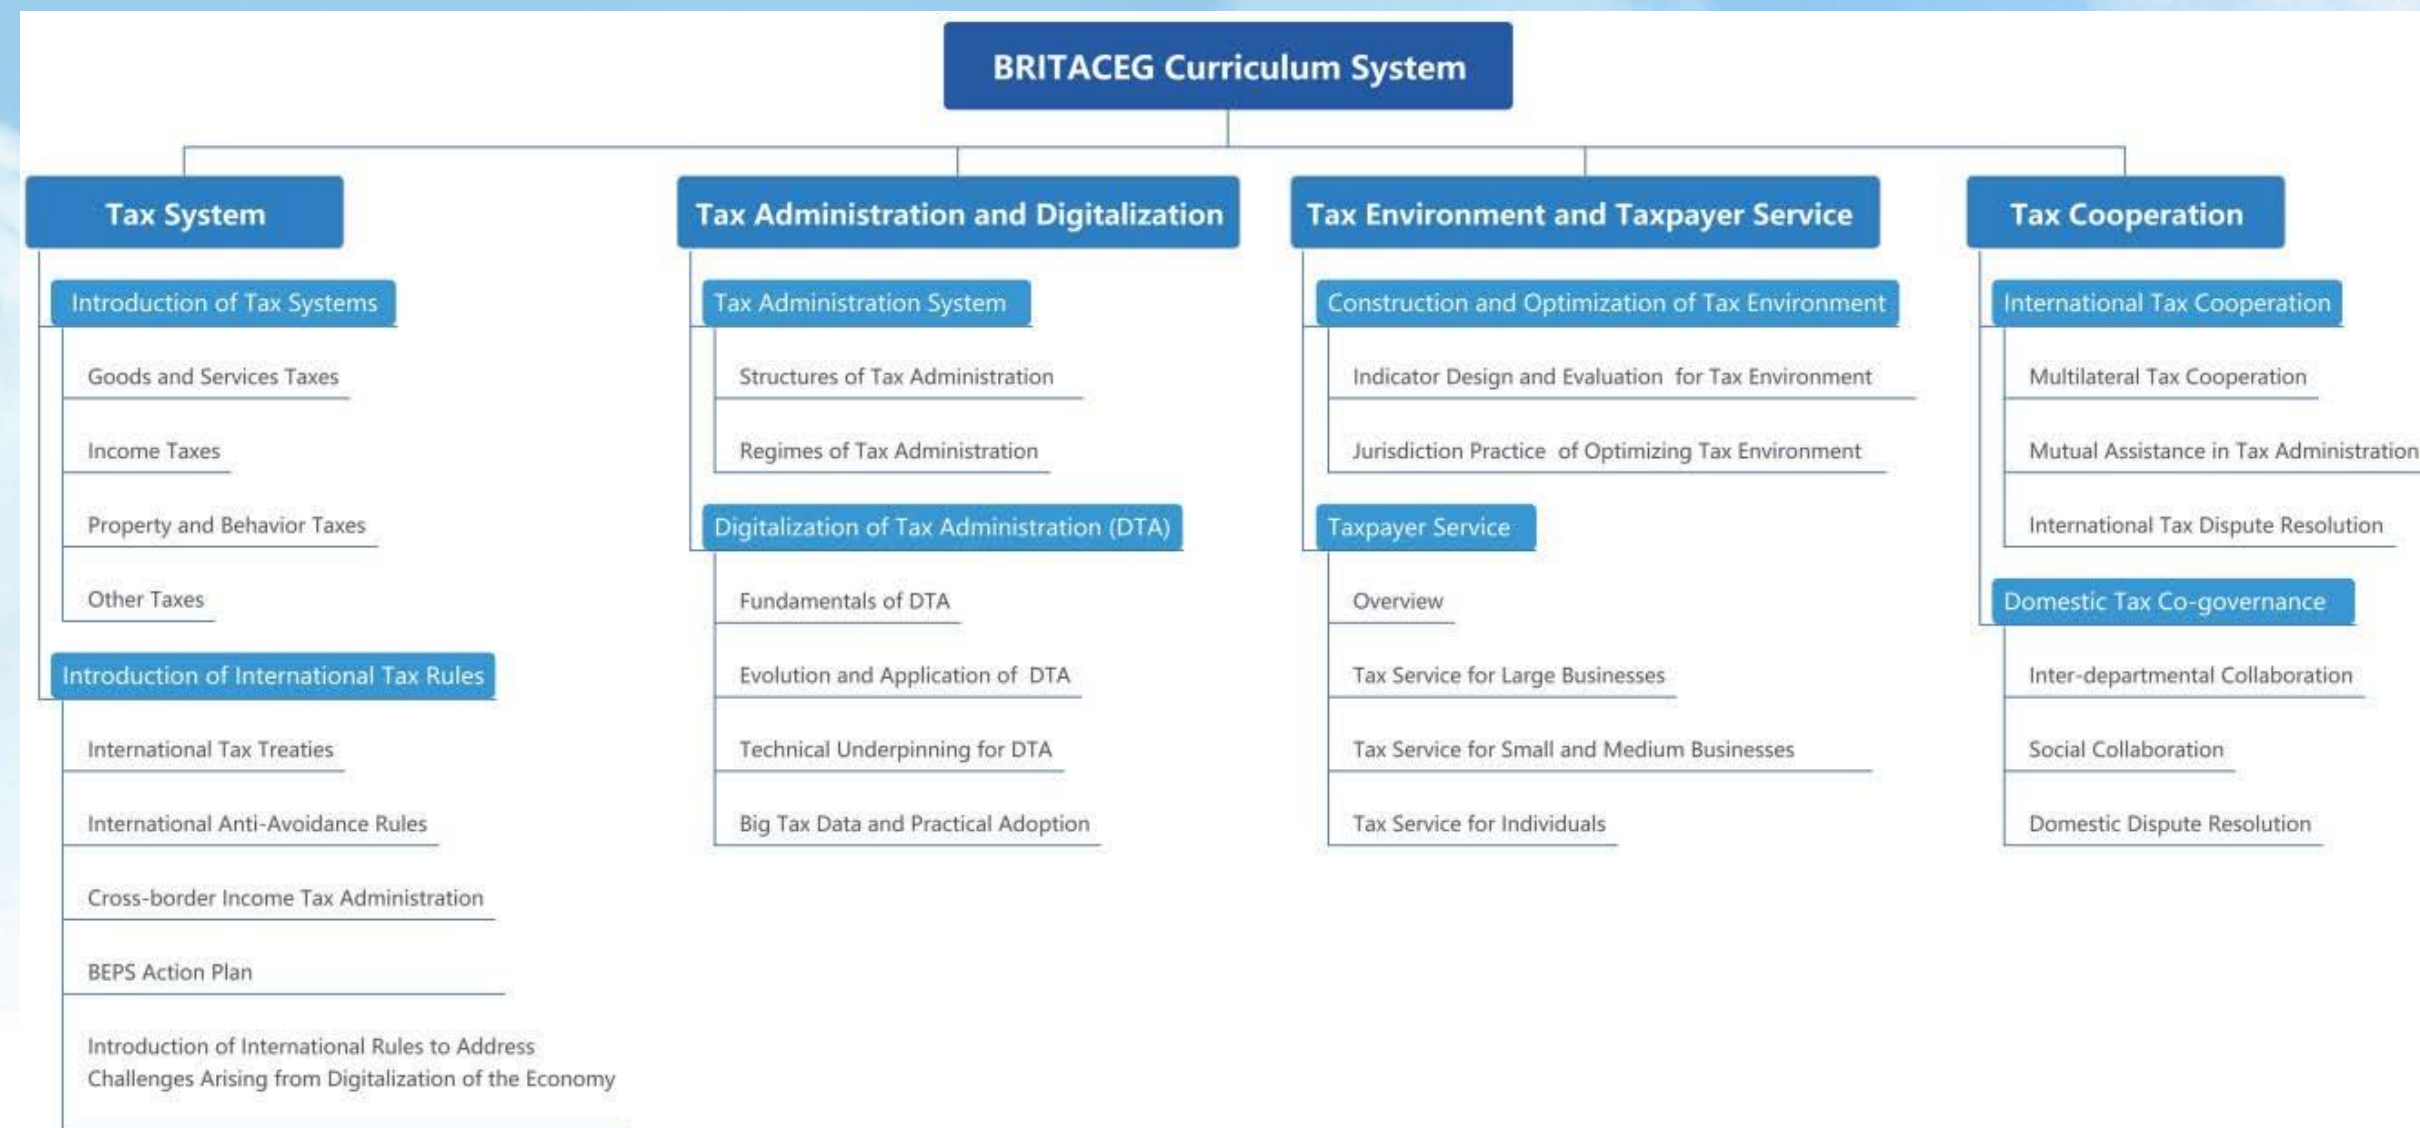 BRITACEG Curriculum System
Tax System
Introduction of Tax Systems
Goods and Services Taxes
Income Taxes
Property and Behavior Taxes
Other Taxes
Introduction of International Tax Rules
International Tax Treaties
International Anti-Avoidance Rules
Cross-border Income Tax Administration
BEPS Action Plan
Introduction of International Rules to Address
Challenges Arising from Digitalization of the Economy
Tax Administration and Digitalization
Tax Administration System
Structures of Tax Administration
Regimes of Tax Administration
Digitalization of Tax Administration (DTA)
Fundamentals of DTA
Evolution and Application of DTA
Technical Underpinning for DTA
Big Tax Data and Practical Adoption
Tax Environment and Taxpayer Service
Construction and Optimization of Tax Environment
Indicator Design and Evaluation for Tax Environment
Jurisdiction Practice of Optimizing Tax Environment
Taxpayer Service
Overview
Tax Service for Large Businesses
Tax Service for Small and Medium Businesses
Tax Service for Individuals
Tax Cooperation
International Tax Cooperation
Multilateral Tax Cooperation
Mutual Assistance in Tax Administration
International Tax Dispute Resolution
Domestic Tax Co-governance
Inter-departmental Collaboration
Social Collaboration
Domestic Dispute Resolution